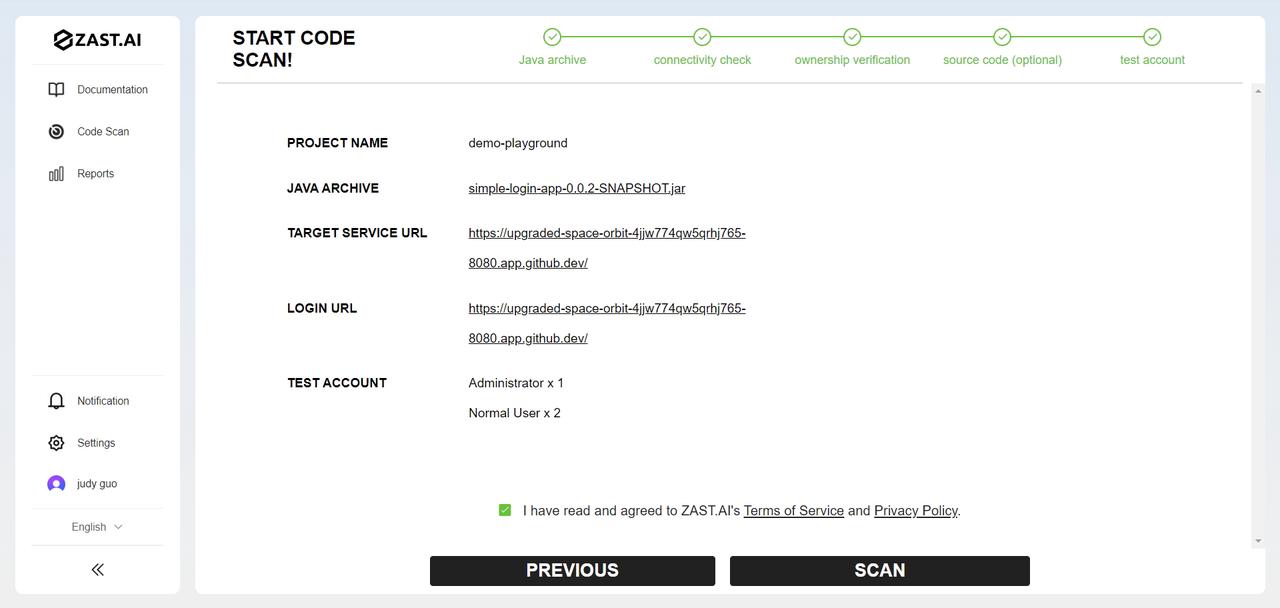 ZAST.AI
Documentation
Code Scan
Reports
Notification
Settings
judy guo
English
START CODE
SCAN!
Java archive
connectivity check
ownership verification
source code (optional)
test account
PROJECT NAME
demo-playground
JAVA ARCHIVE
simple-login-app-0.0.2-SNAPSHOT.jar
TARGET SERVICE URL
https://upgraded-space-orbit-4jjw774qw5qrhj765-
8080.app.github.dev/
LOGIN URL
https://upgraded-space-orbit-4jjw774qw5qrhj765-
8080.app.github.dev/
TEST ACCOUNT
Administrator x 1
Normal User x 2
I have read and agreed to ZAST.AI's Terms of Service and Privacy Policy.
PREVIOUS
SCAN